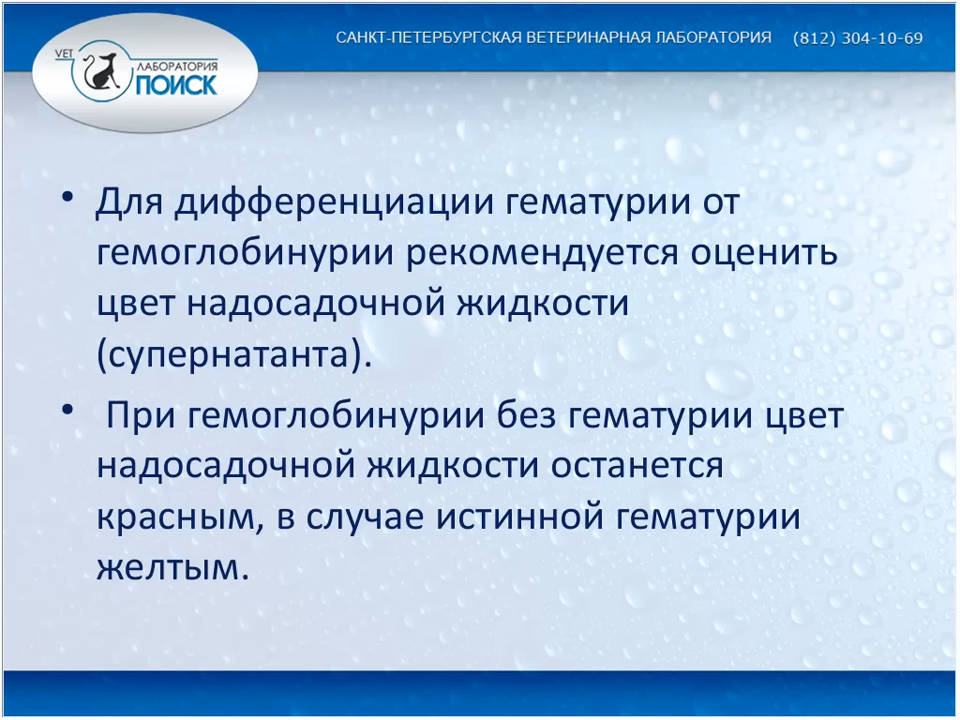 САНКТ-ПЕТЕРБУРГСКАЯ ВЕТЕРИНАРНАЯ ЛАБОРАТОРИЯ (812) 304-10-69
VET
ЛАБОРАТОРИЯ
ПОИСК
• Для дифференциации гематурии от
гемоглобинурии рекомендуется оценить
цвет надосадочной жидкости
(супернатанта).
• При гемоглобинурии без гематурии цвет
надосадочной жидкости останется
красным, в случае истинной гематурии
желтым.